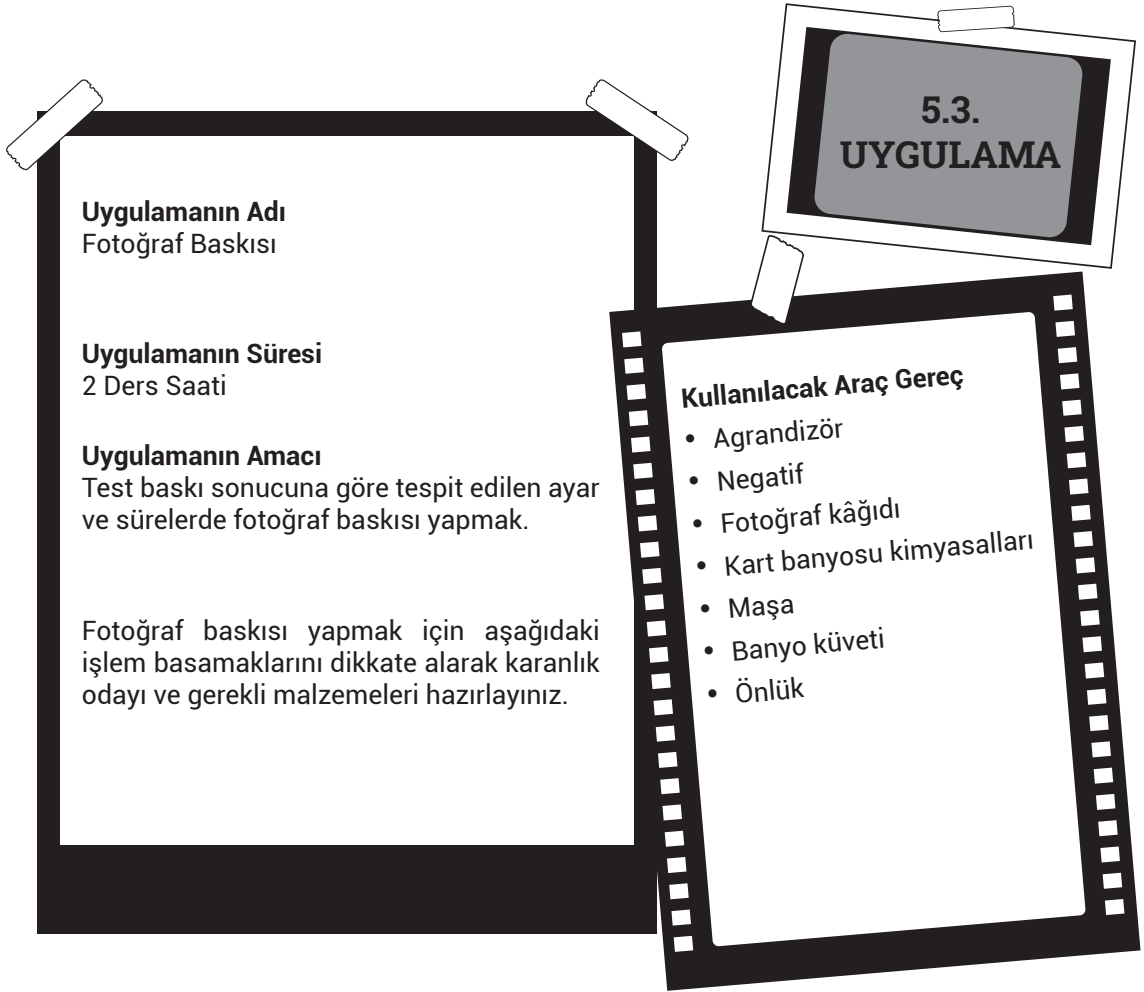 5.3.
UYGULAMA
Uygulamanın Adı
Fotoğraf Baskısı
Uygulamanın Süresi
2 Ders Saati
Uygulamanın Amacı
Test baskı sonucuna göre tespit edilen ayar
ve sürelerde fotoğraf baskısı yapmak.
Fotoğraf baskısı yapmak için aşağıdaki
işlem basamaklarını dikkate alarak karanlık
odayı ve gerekli malzemeleri hazırlayınız.
Kullanılacak Araç Gereç
• Agrandizör
• Negatif
• Fotoğraf kâğıdı
• Kart banyosu kimyasalları
• Maşa
• Banyo küveti
• Önlük